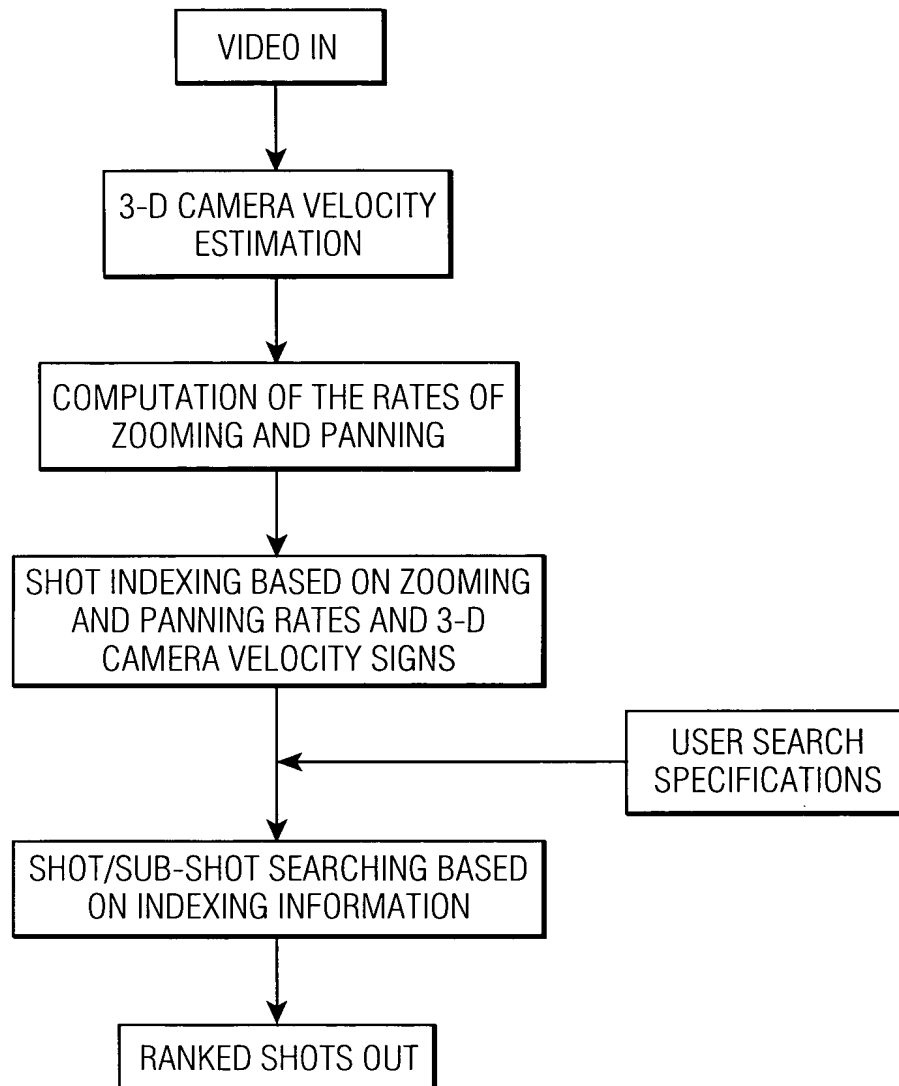 VIDEO IN
3-D CAMERA VELOCITY
ESTIMATION
COMPUTATION OF THE RATES OF
ZOOMING AND PANNING
SHOT INDEXING BASED ON ZOOMING
AND PANNING RATES AND 3-D
CAMERA VELOCITY SIGNS
USER SEARCH
SPECIFICATIONS
SHOT/SUB-SHOT SEARCHING BASED
ON INDEXING INFORMATION
RANKED SHOTS OUT